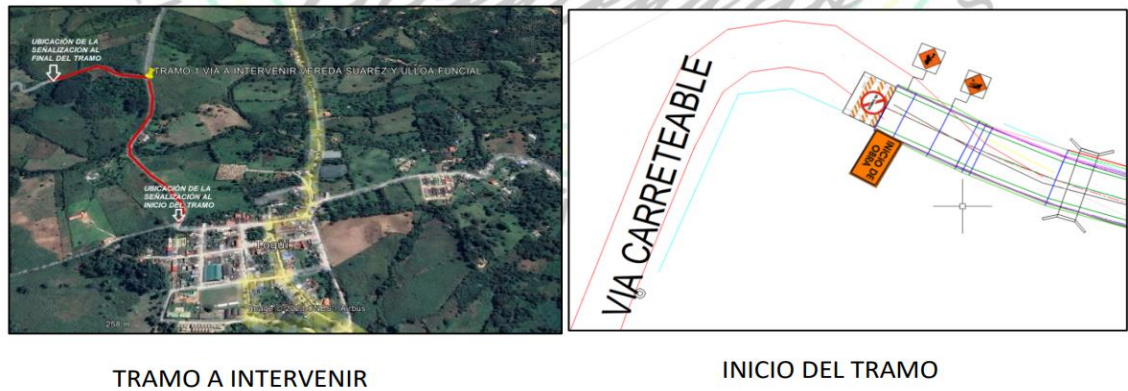 UBICACIÓN DE LA
SEÑALIZACIÓN AL
FINAL DEL TRAMO
TRAMO 1 VIA A INTERVENIR VEREDA SUAREZ Y ULLOA FUNCIAL
UBICACIÓN DE LA
SEÑALIZACIÓN AL
INICIO DEL TRAMO
258 m
VIA CARRETEABLE
INICIO DE
OBRA
TRAMO A INTERVENIR
INICIO DEL TRAMO